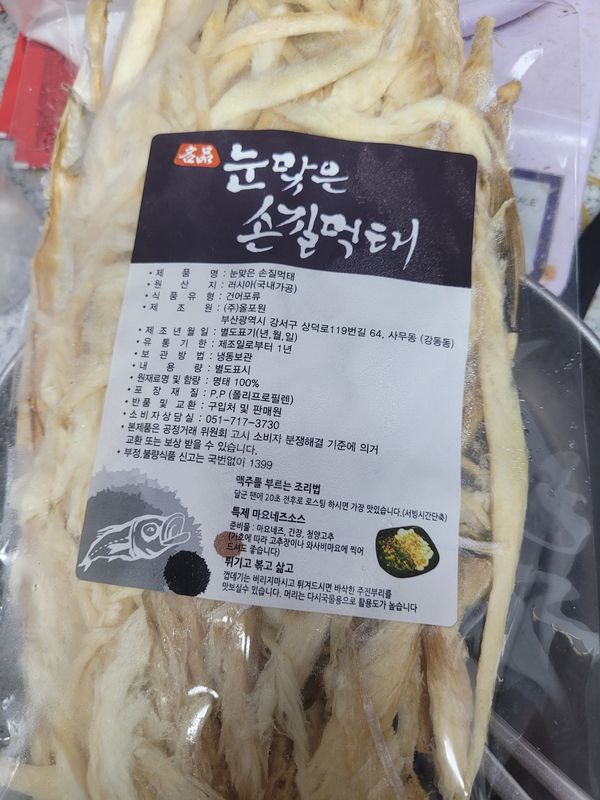 名品
눈맞은
손질먹태
• 제 품 명 : 눈맞은 손질먹태
• 원 산 지 : 러시아(국내가공)
• 식 품 유 형 : 건어포류
• 제 조 원 : (주)올포원
부산광역시 강서구 상덕로119번길 64, 사무동 (강동동)
• 제 조 년 월 일 : 별도표기(년,월,일)
• 유 통 기 한 : 제조일로부터 1년
• 보 관 방 법 : 냉동보관
• 내 용 량 : 별도표시
• 원재료명 및 함량 : 명태 100%
• 포 장 재 질 : P.P (폴리프로필렌)
• 반 품 및 교 환 : 구입처 및 판매원
• 소 비 자 상 담 실 : 051-717-3730
• 본제품은 공정거래 위원회 고시 소비자 분쟁해결 기준에 의거
교환 또는 보상 받을 수 있습니다.
• 부정.불량식품 신고는 국번없이 1399
맥주를 부르는 조리법
달군 팬에 20초 전후로 로스팅 하시면 가장 맛있습니다.(서빙시간단축)
특제 마요네즈소스
준비물 : 마요네즈, 간장, 청양고추
(기호에 따라 고추장이나 와사비마요에 찍어
드셔도 좋습니다)
튀기고 볶고 삶고
껍데기는 버리지마시고 튀겨드시면 바삭한 주전부리를
맛보실수 있습니다. 머리는 다시국물용으로 활용도가 높습니다